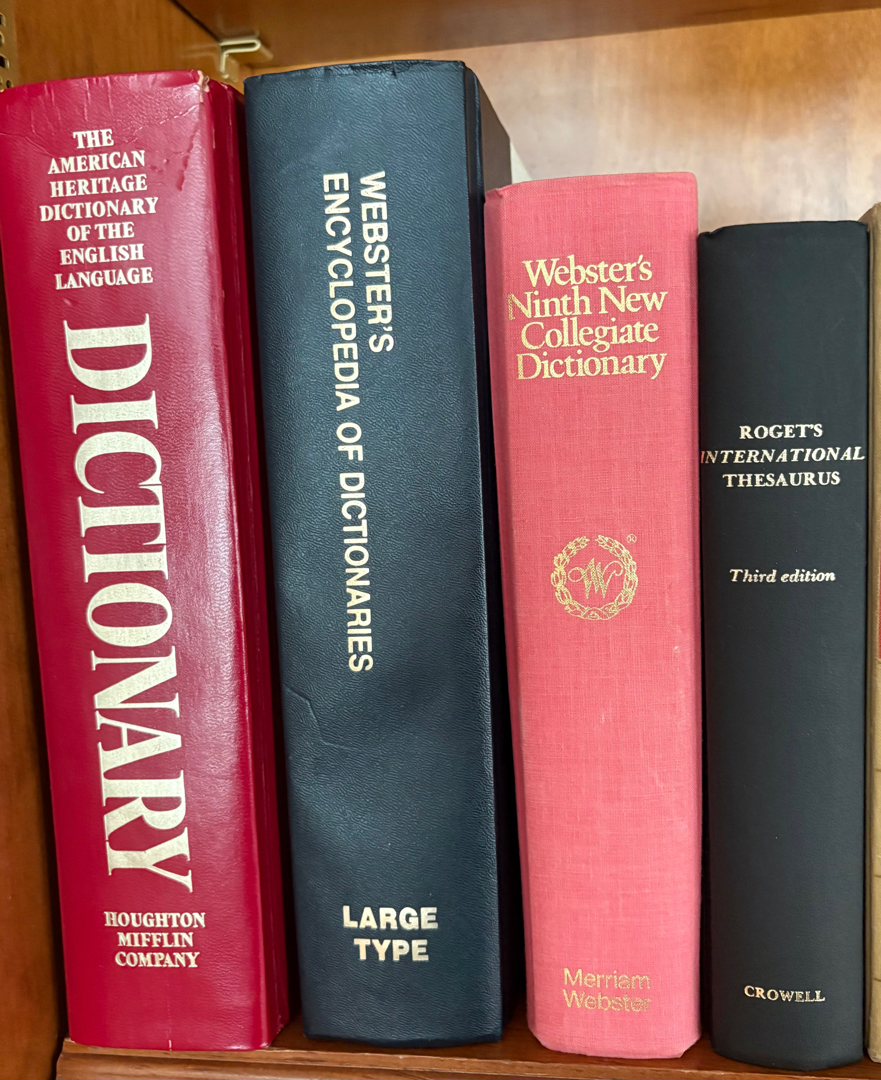 THE
AMERICAN
HERITAGE
DICTIONARY
OF THE
ENGLISH
LANGUAGE
DICTIONARY
HOUGHTON
MIFFLIN
COMPANY
WEBSTER'S
ENCYCLOPEDIA OF DICTIONARIES
LARGE
TYPE
Webster's
Ninth New
Collegiate
Dictionary
W®
Merriam
Webster
ROGET'S
INTERNATIONAL
THESAURUS
Third edition
CROWELL